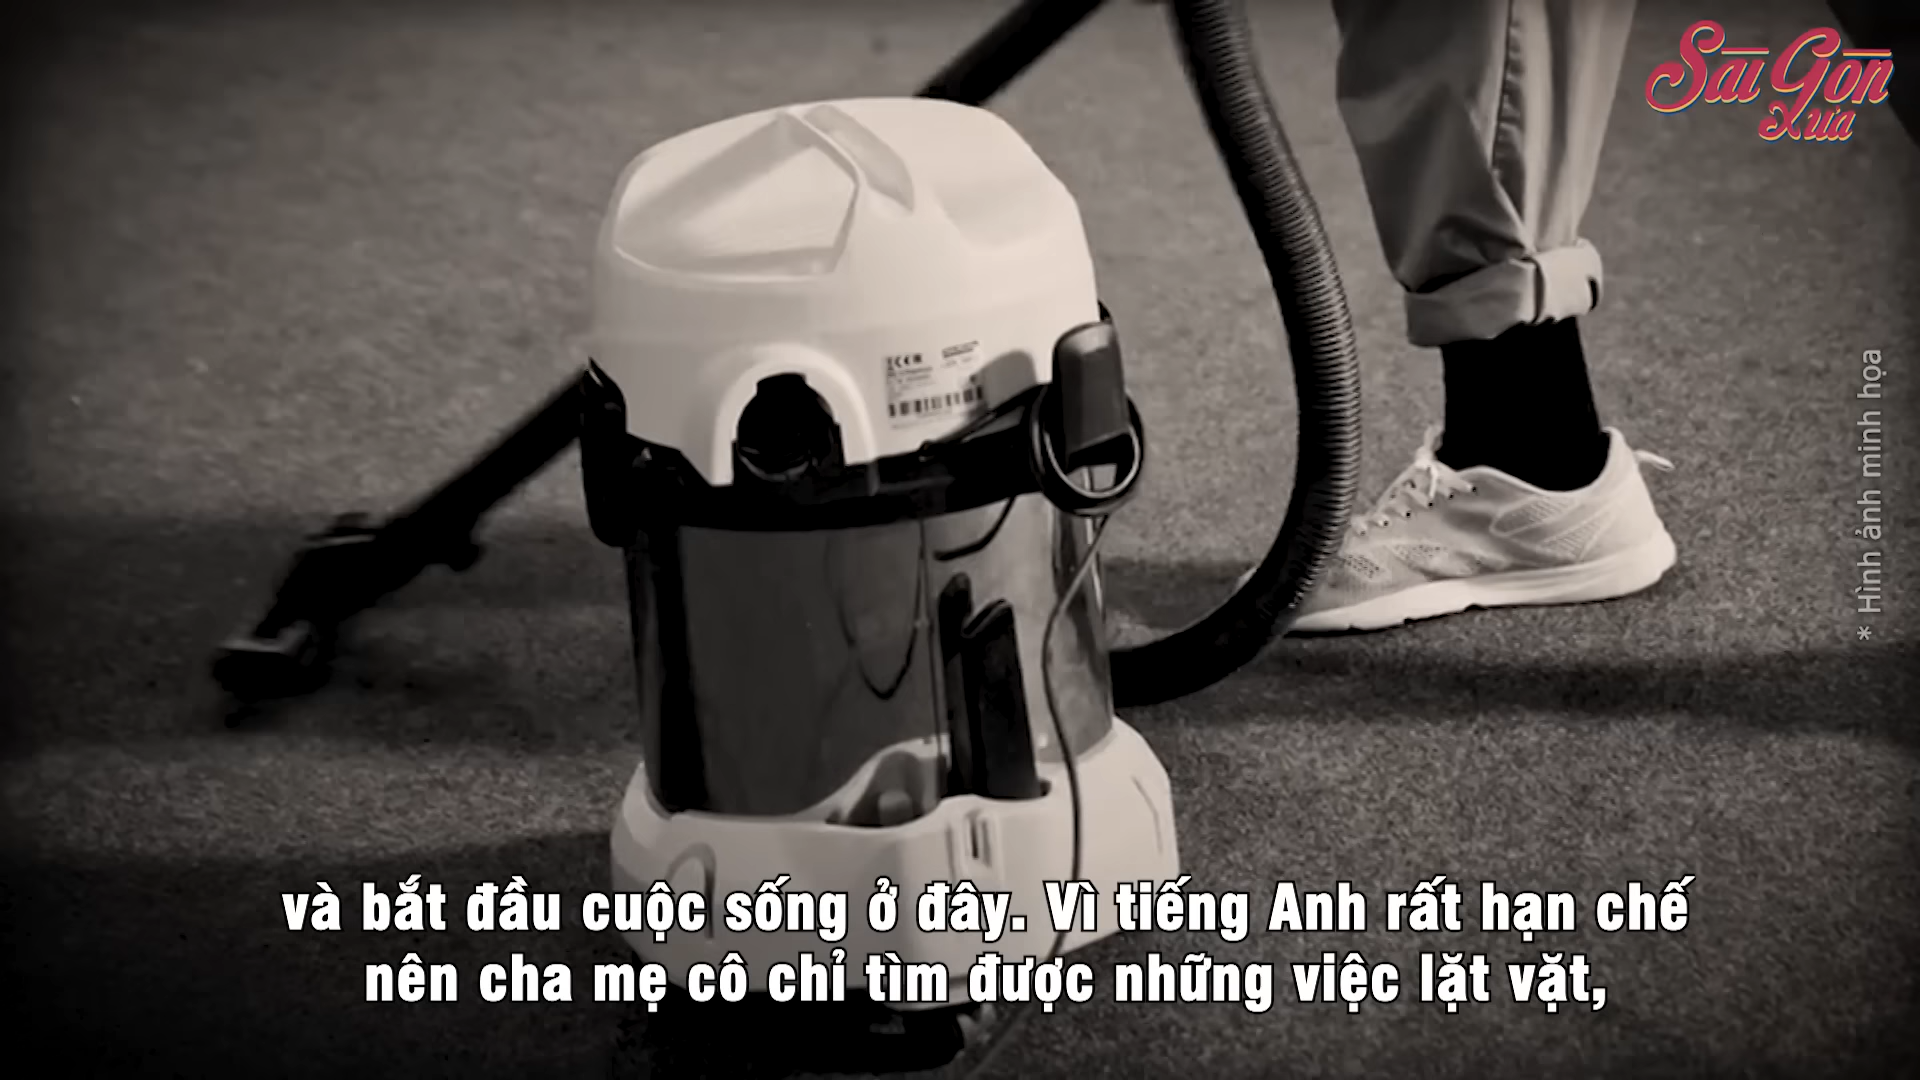 Sài Gòn
Xưa
* Hình ảnh minh họa
và bắt đầu cuộc sống ở đây. Vì tiếng Anh rất hạn chế
nên cha mẹ cô chỉ tìm được những việc lặt vặt,